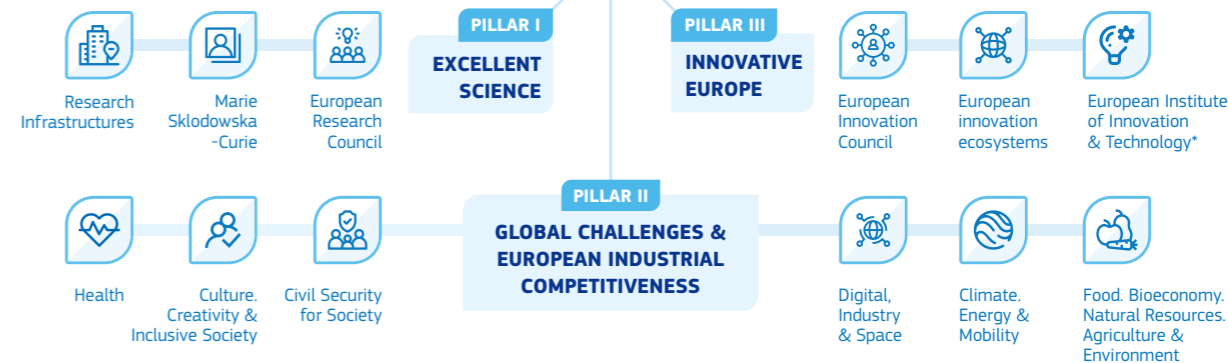 PILLAR I
EXCELLENT
SCIENCE
Research
Infrastructures
Marie
Sklodowska
-Curie
European
Research
Council
PILLAR III
INNOVATIVE
EUROPE
European
Innovation
Council
European
innovation
ecosystems
European Institute
of Innovation
& Technology*
PILLAR II
GLOBAL CHALLENGES &
EUROPEAN INDUSTRIAL
COMPETITIVENESS
Health
Culture.
Creativity &
Inclusive Society
Civil Security
for Society
Digital,
Industry
& Space
Climate.
Energy &
Mobility
Food. Bioeconomy.
Natural Resources.
Agriculture &
Environment